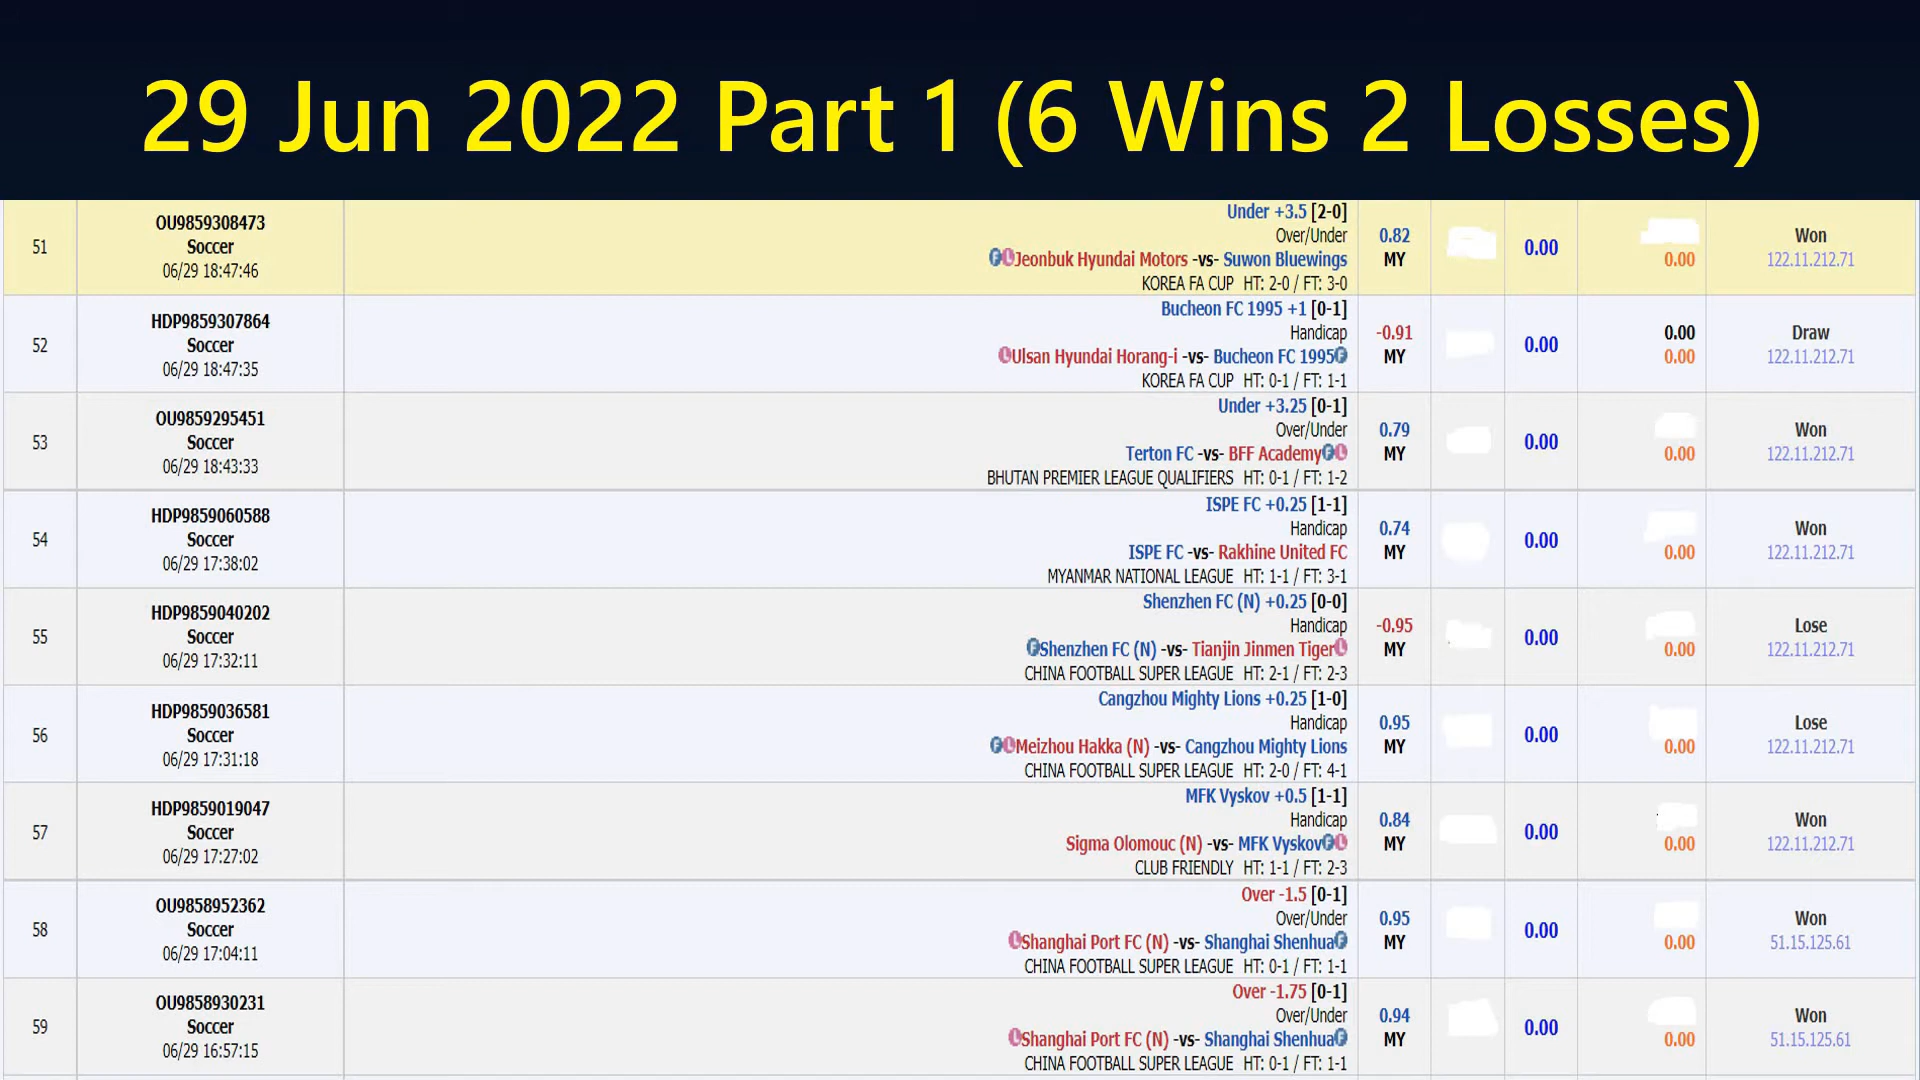 29 Jun 2022 Part 1 (6 Wins 2 Losses)
51
OU9859308473
Soccer
06/29 18:47:46
Under +3.5 [2-0]
Over/Under
F L Jeonbuk Hyundai Motors -vs- Suwon Bluewings
KOREA FA CUP HT: 2-0 / FT: 3-0
0.82
MY
0.00
0.00
Won
122.11.212.71
52
HDP9859307864
Soccer
06/29 18:47:35
Bucheon FC 1995 +1 [0-1]
Handicap
L Ulsan Hyundai Horang-i -vs- Bucheon FC 1995 F
KOREA FA CUP HT: 0-1 / FT: 1-1
-0.91
MY
0.00
0.00
0.00
Draw
122.11.212.71
53
OU9859295451
Soccer
06/29 18:43:33
Under +3.25 [0-1]
Over/Under
Terton FC -vs- BFF Academy F L
BHUTAN PREMIER LEAGUE QUALIFIERS HT: 0-1 / FT: 1-2
0.79
MY
0.00
0.00
Won
122.11.212.71
54
HDP9859060588
Soccer
06/29 17:38:02
ISPE FC +0.25 [1-1]
Handicap
ISPE FC -vs- Rakhine United FC
MYANMAR NATIONAL LEAGUE HT: 1-1 / FT: 3-1
0.74
MY
0.00
0.00
Won
122.11.212.71
55
HDP9859040202
Soccer
06/29 17:32:11
Shenzhen FC (N) +0.25 [0-0]
Handicap
F Shenzhen FC (N) -vs- Tianjin Jinmen Tiger L
CHINA FOOTBALL SUPER LEAGUE HT: 2-1 / FT: 2-3
-0.95
MY
0.00
0.00
Lose
122.11.212.71
56
HDP9859036581
Soccer
06/29 17:31:18
Cangzhou Mighty Lions +0.25 [1-0]
Handicap
F L Meizhou Hakka (N) -vs- Cangzhou Mighty Lions
CHINA FOOTBALL SUPER LEAGUE HT: 2-0 / FT: 4-1
0.95
MY
0.00
0.00
Lose
122.11.212.71
57
HDP9859019047
Soccer
06/29 17:27:02
MFK Vyskov +0.5 [1-1]
Handicap
Sigma Olomouc (N) -vs- MFK Vyskov F L
CLUB FRIENDLY HT: 1-1 / FT: 2-3
0.84
MY
0.00
0.00
Won
122.11.212.71
58
OU9858952362
Soccer
06/29 17:04:11
Over -1.5 [0-1]
Over/Under
L Shanghai Port FC (N) -vs- Shanghai Shenhua F
CHINA FOOTBALL SUPER LEAGUE HT: 0-1 / FT: 1-1
0.95
MY
0.00
0.00
Won
51.15.125.61
59
OU9858930231
Soccer
06/29 16:57:15
Over -1.75 [0-1]
Over/Under
L Shanghai Port FC (N) -vs- Shanghai Shenhua F
CHINA FOOTBALL SUPER LEAGUE HT: 0-1 / FT: 1-1
0.94
MY
0.00
0.00
Won
51.15.125.61